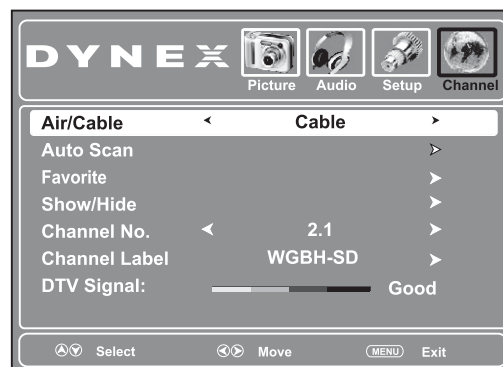 DYNEX
Picture Audio Setup Channel
Air/Cable Cable
Auto Scan
Favorite
Show/Hide
Channel No. 2.1
Channel Label WGBH-SD
DTV Signal: Good
Select Move MENU Exit